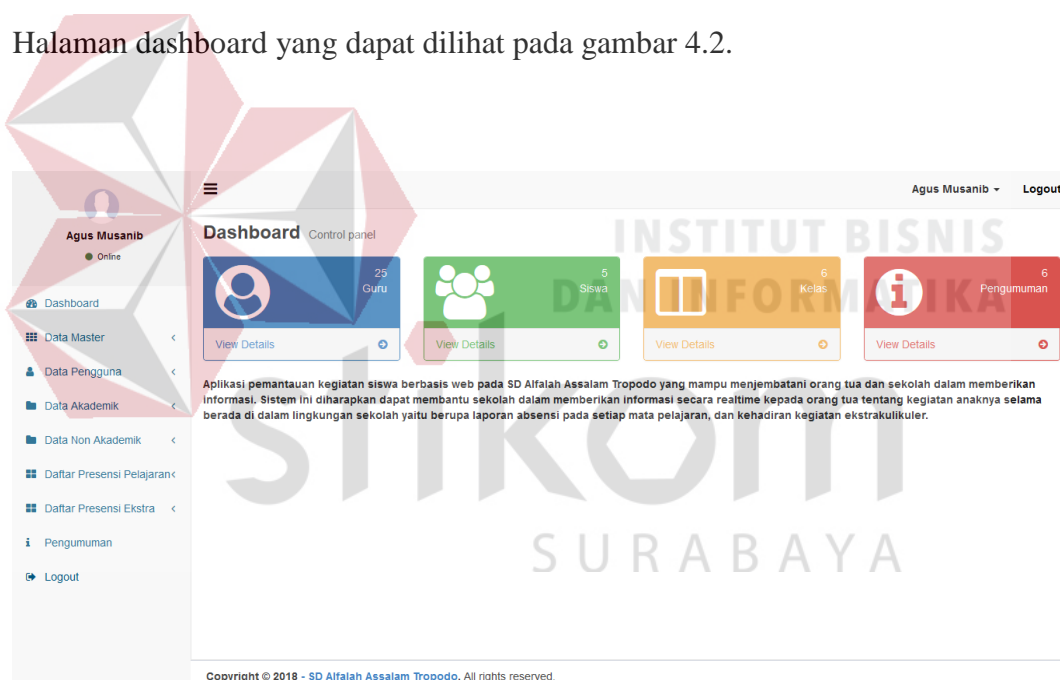 Halaman dashboard yang dapat dilihat pada gambar 4.2.
Agus Musanib
Online
Dashboard
Data Master
Data Pengguna
Data Akademik
Data Non Akademik
Daftar Presensi Pelajaran
Daftar Presensi Ekstra
Pengumuman
Logout
Agus Musanib
Logout
Dashboard Control panel
25
Guru
View Details
5
Siswa
View Details
6
Kelas
View Details
6
Pengumuman
View Details
Aplikasi pemantauan kegiatan siswa berbasis web pada SD Alfalah Assalam Tropodo yang mampu menjembatani orang tua dan sekolah dalam memberikan
informasi. Sistem ini diharapkan dapat membantu sekolah dalam memberikan informasi secara realtime kepada orang tua tentang kegiatan anaknya selama
berada di dalam lingkungan sekolah yaitu berupa laporan absensi pada setiap mata pelajaran, dan kehadiran kegiatan ekstrakulikuler.
Copyright © 2018 - SD Alfalah Assalam Tropodo. All rights reserved.
INSTITUT BISNIS
DAN INFORMATIKA
stikom
SURABAYA